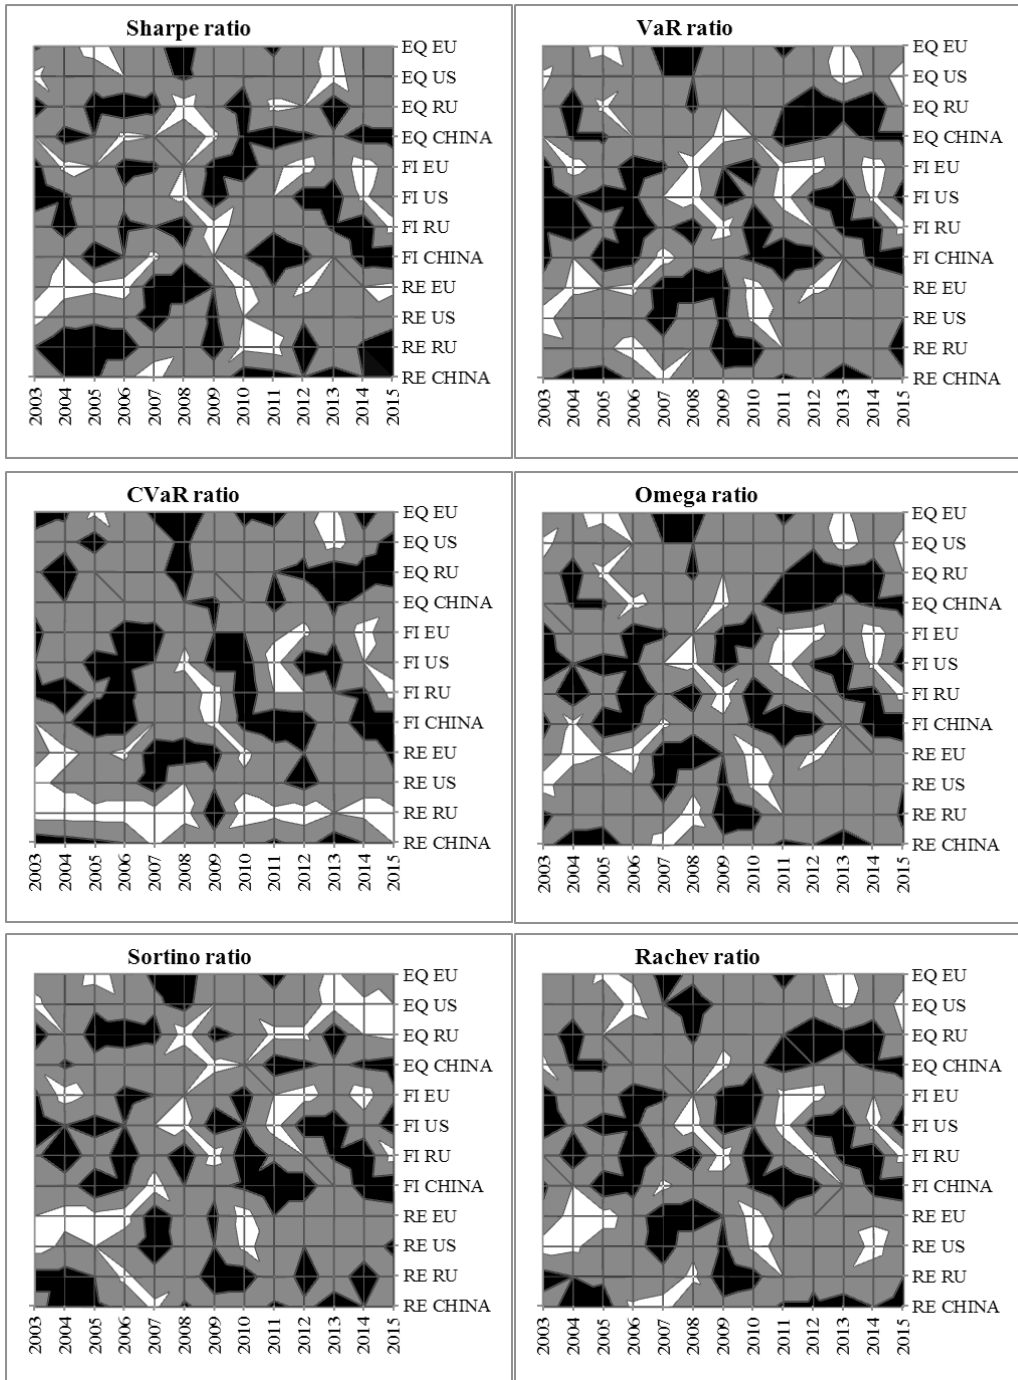 Sharpe ratio
EQ EU
EQ US
EQ RU
EQ CHINA
FI EU
FI US
FI RU
FI CHINA
RE EU
RE US
RE RU
RE CHINA
2003 2004 2005 2006 2007 2008 2009 2010 2011 2012 2013 2014 2015
VaR ratio
EQ EU
EQ US
EQ RU
EQ CHINA
FI EU
FI US
FI RU
FI CHINA
RE EU
RE US
RE RU
RE CHINA
2003 2004 2005 2006 2007 2008 2009 2010 2011 2012 2013 2014 2015
CVaR ratio
EQ EU
EQ US
EQ RU
EQ CHINA
FI EU
FI US
FI RU
FI CHINA
RE EU
RE US
RE RU
RE CHINA
2003 2004 2005 2006 2007 2008 2009 2010 2011 2012 2013 2014 2015
Omega ratio
EQ EU
EQ US
EQ RU
EQ CHINA
FI EU
FI US
FI RU
FI CHINA
RE EU
RE US
RE RU
RE CHINA
2003 2004 2005 2006 2007 2008 2009 2010 2011 2012 2013 2014 2015
Sortino ratio
EQ EU
EQ US
EQ RU
EQ CHINA
FI EU
FI US
FI RU
FI CHINA
RE EU
RE US
RE RU
RE CHINA
2003 2004 2005 2006 2007 2008 2009 2010 2011 2012 2013 2014 2015
Rachev ratio
EQ EU
EQ US
EQ RU
EQ CHINA
FI EU
FI US
FI RU
FI CHINA
RE EU
RE US
RE RU
RE CHINA
2003 2004 2005 2006 2007 2008 2009 2010 2011 2012 2013 2014 2015